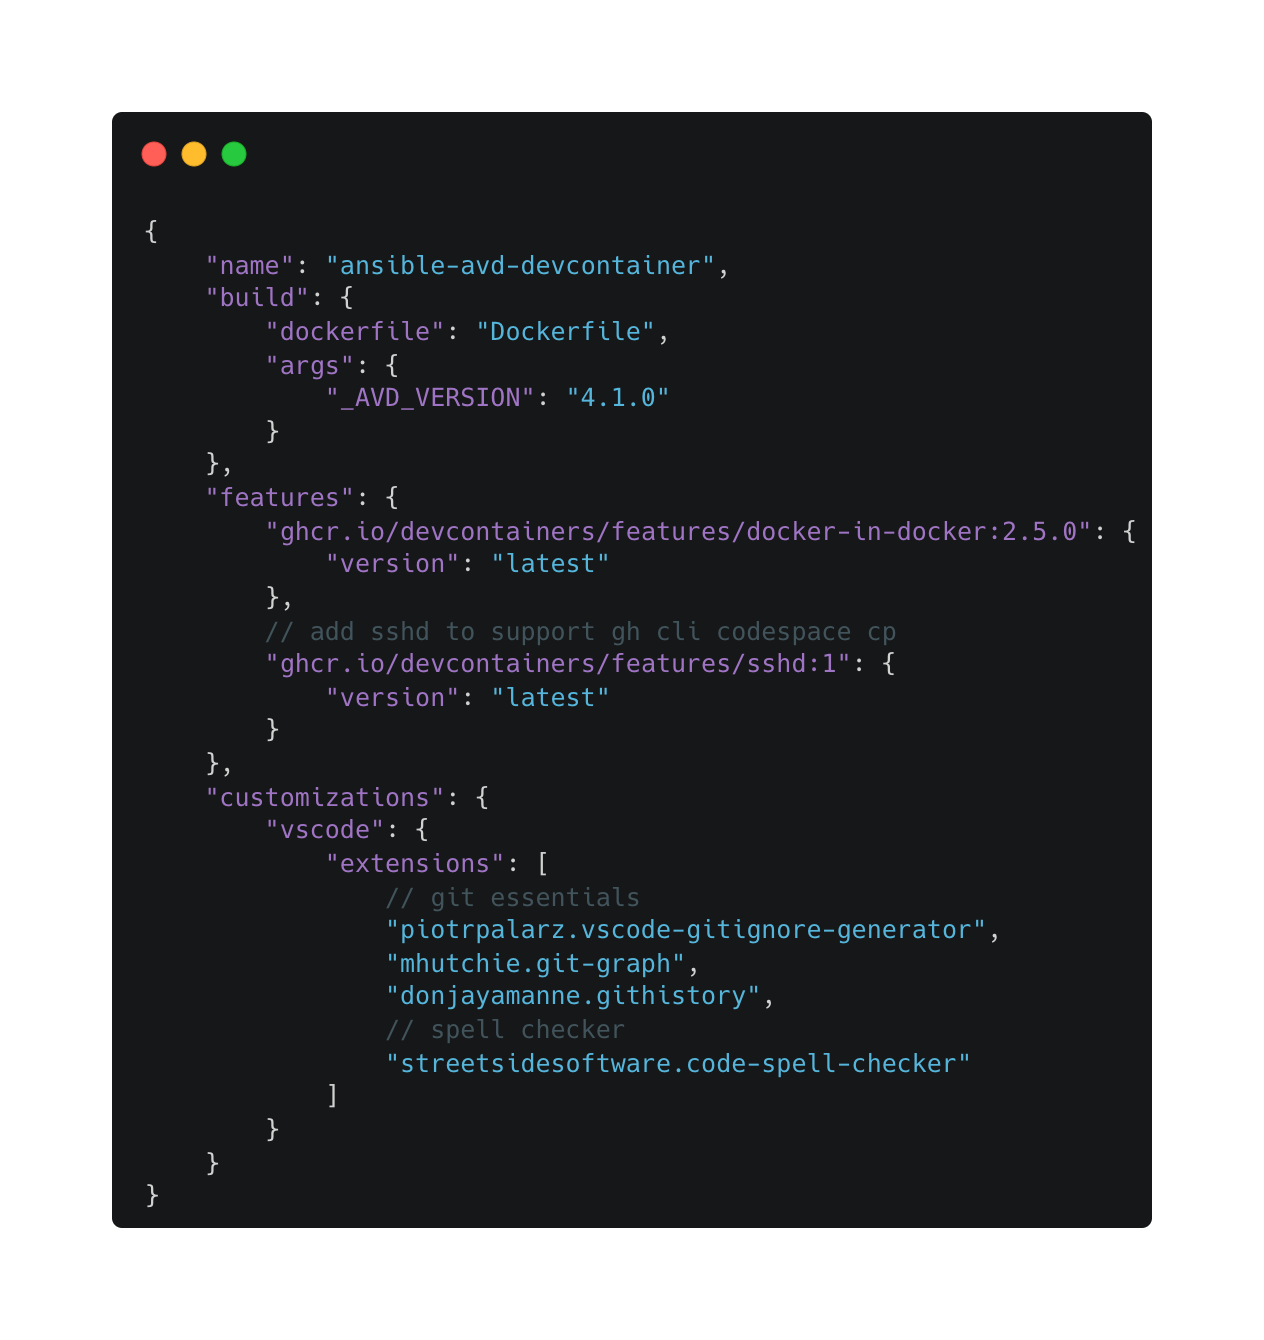 {
    "name": "ansible-avd-devcontainer",
    "build": {
        "dockerfile": "Dockerfile",
        "args": {
            "_AVD_VERSION": "4.1.0"
        }
    },
    "features": {
        "ghcr.io/devcontainers/features/docker-in-docker:2.5.0": {
            "version": "latest"
        },
        // add sshd to support gh cli codespace cp
        "ghcr.io/devcontainers/features/sshd:1": {
            "version": "latest"
        }
    },
    "customizations": {
        "vscode": {
            "extensions": [
                // git essentials
                "piotrpalarz.vscode-gitignore-generator",
                "mhutchie.git-graph",
                "donjayamanne.githistory",
                // spell checker
                "streetsidesoftware.code-spell-checker"
            ]
        }
    }
}